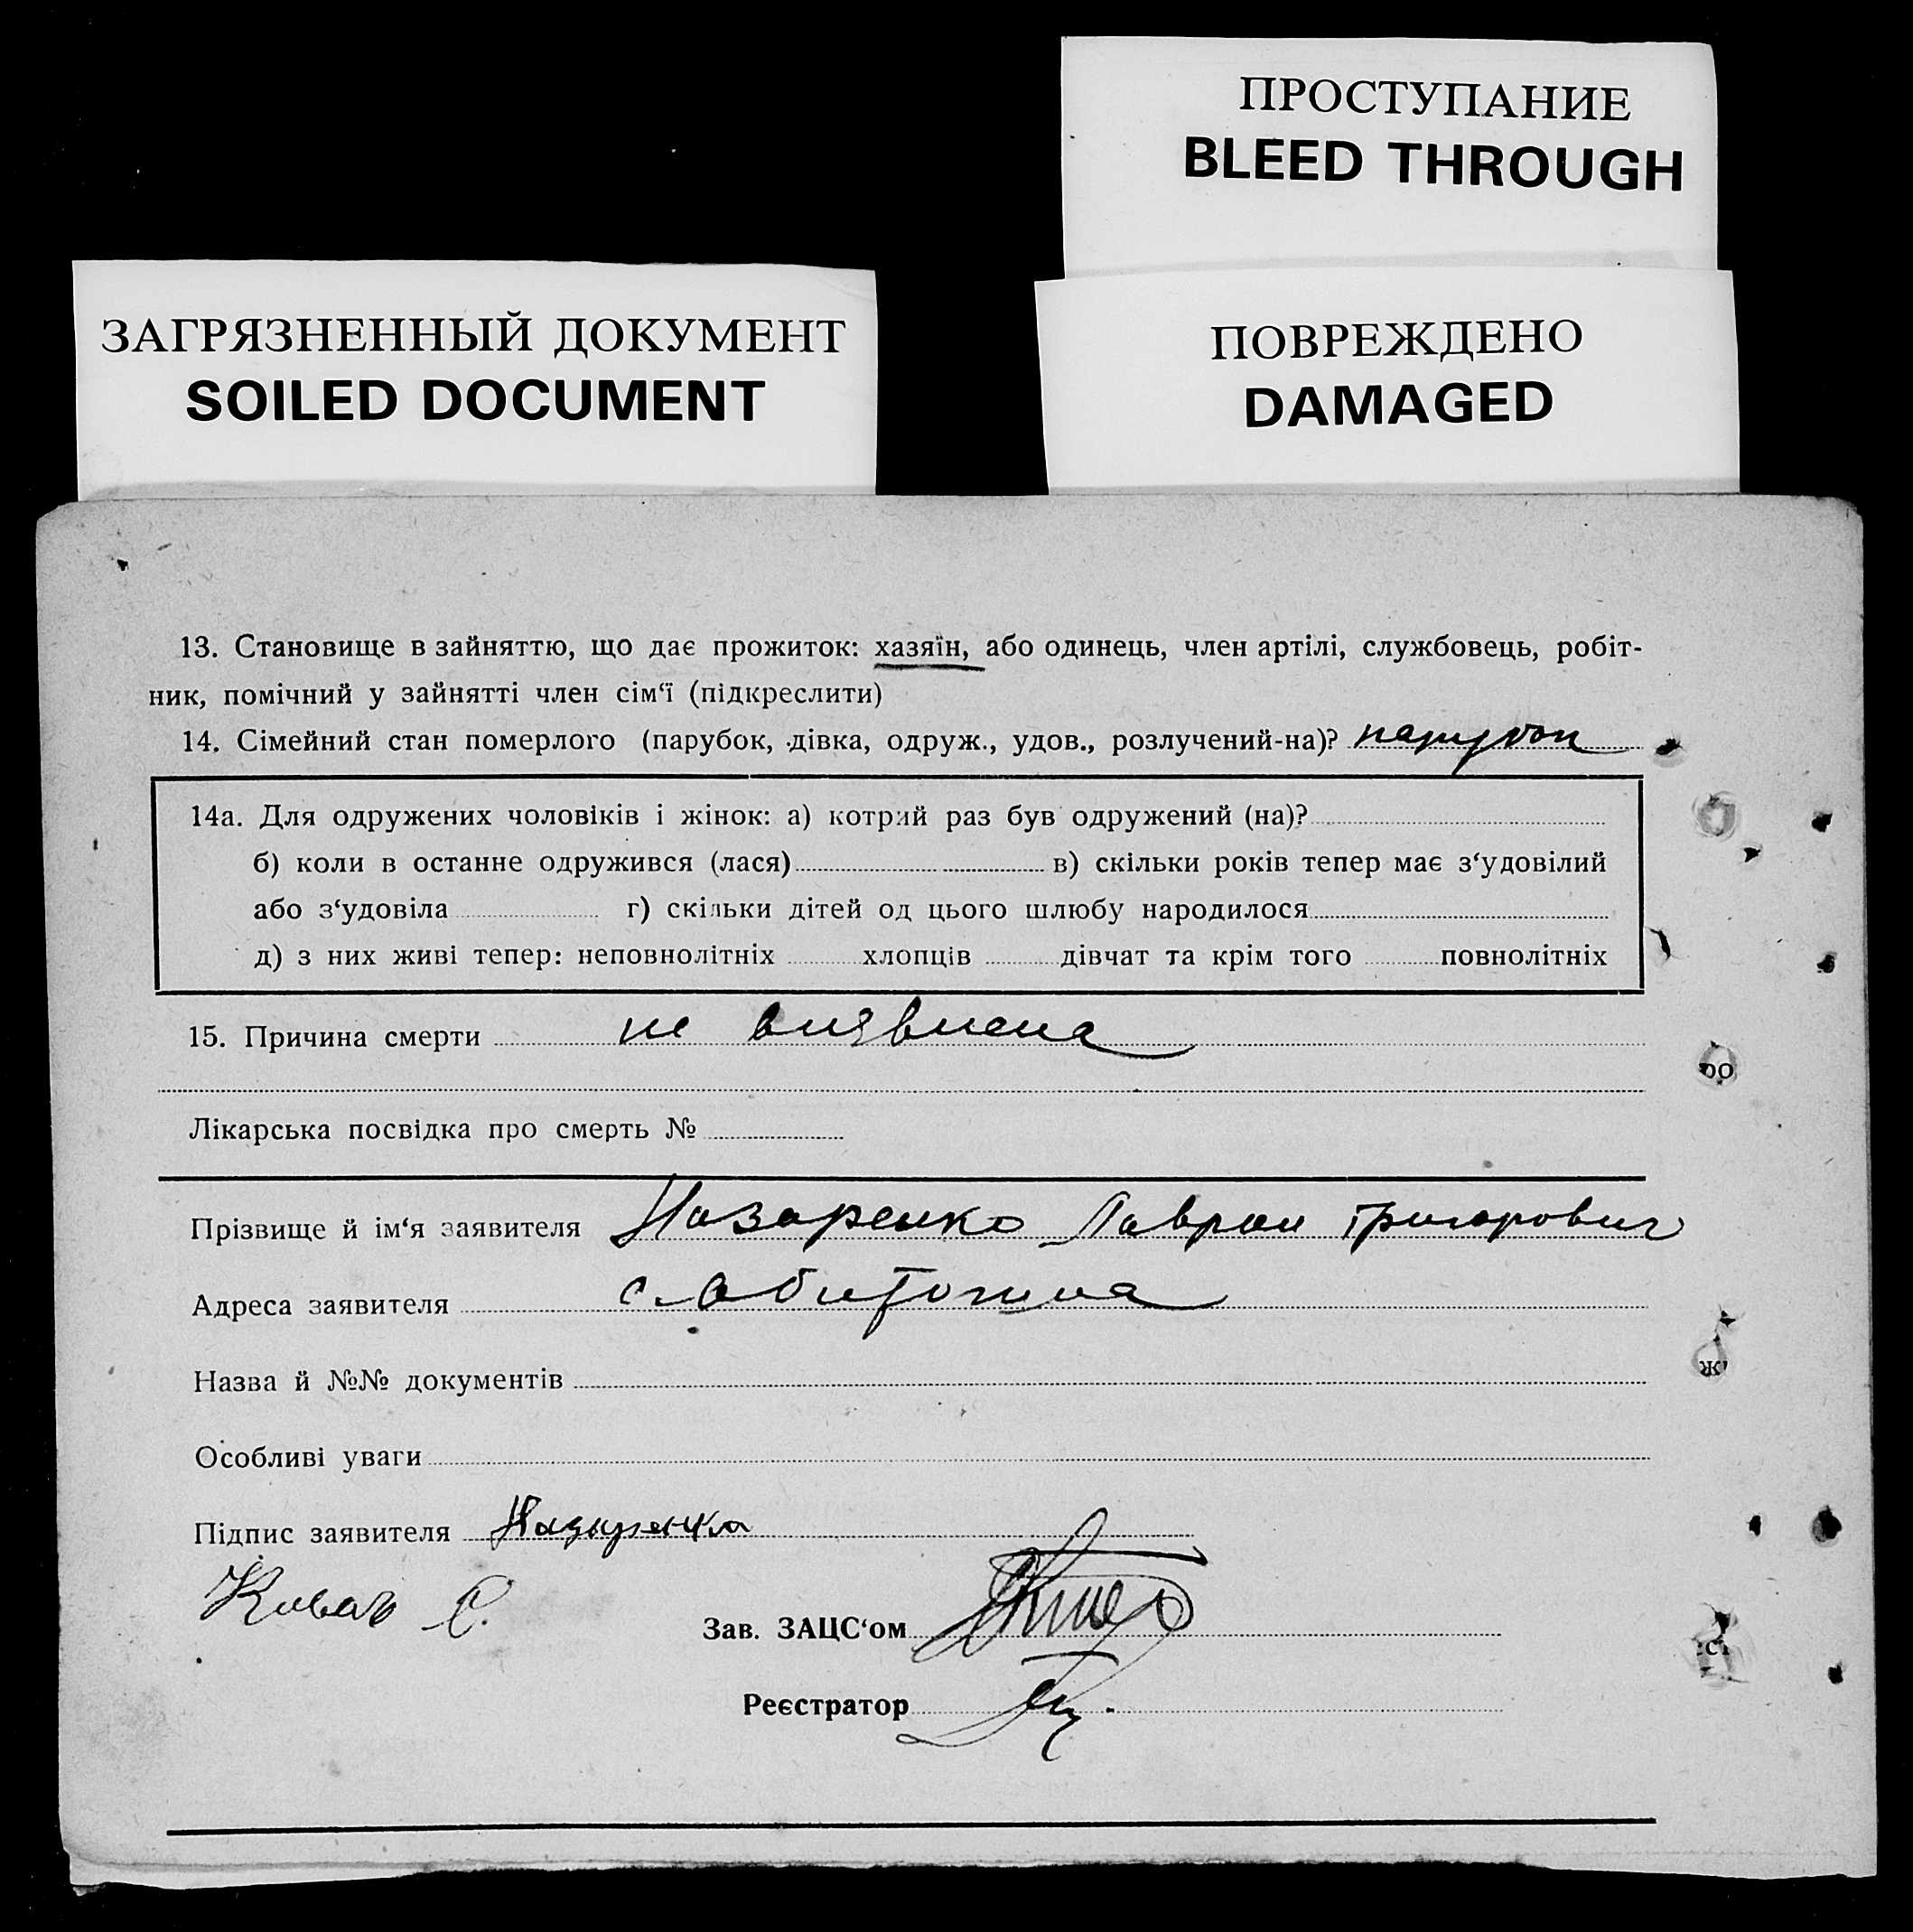 ПРОСТУПАНИЕ
BLEED THROUGH
ЗАГРЯЗНЕННЫЙ ДОКУМЕНТ
SOILED DOCUMENT
ПОВРЕЖДЕНО
DAMAGED
13. Становище в зайняттю, що дає прожиток: хазяїн, або одинець, член артілі, службовець, робіт-
ник, помічний у зайнятті член сім‘ї (підкреслити)
14. Сімейний стан померлого (парубок, дівка, одруж., удов., розлучений-на)? парубок
14а. Для одружених чоловіків і жінок: а) котрий раз був одружений (на)?
б) коли в останне одружився (лася) в) скільки років тепер має з‘удовілий
або з‘удовіла г) скільки дітей од цього шлюбу народилося
д) з них живі тепер: неповнолітніх хлопців дівчат та крім того повнолітніх
15. Причина смерти не виявлена
Лікарська посвідка про смерть №
Прізвище й ім‘я заявителя Назаренко Григорович
Адреса заявителя с.
Назва й №№ документів
Особливі уваги
Підпис заявителя Назаренко
Зав. ЗАЦС‘ом
Реєстратор